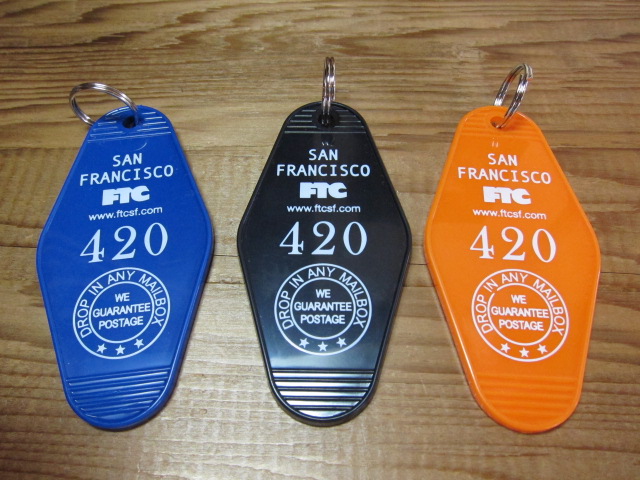 SAN
FRANCISCO
FTC
www.ftcsf.com
420
DROP IN ANY MAILBOX
WE
GUARANTEE
POSTAGE
SAN
FRANCISCO
FTC
www.ftcsf.com
420
DROP IN ANY MAILBOX
WE
GUARANTEE
POSTAGE
SAN
FRANCISCO
FTC
www.ftcsf.com
420
DROP IN ANY MAILBOX
WE
GUARANTEE
POSTAGE